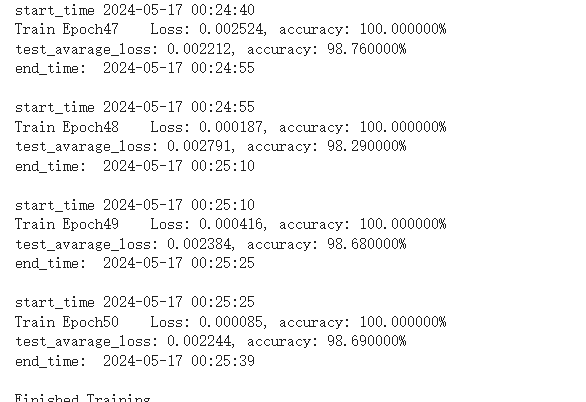 start_time 2024-05-17 00:24:40
Train Epoch47    Loss: 0.002524, accuracy: 100.000000%
test_avarage_loss: 0.002212, accuracy: 98.760000%
end_time:  2024-05-17 00:24:55
start_time 2024-05-17 00:24:55
Train Epoch48    Loss: 0.000187, accuracy: 100.000000%
test_avarage_loss: 0.002791, accuracy: 98.290000%
end_time:  2024-05-17 00:25:10
start_time 2024-05-17 00:25:10
Train Epoch49    Loss: 0.000416, accuracy: 100.000000%
test_avarage_loss: 0.002384, accuracy: 98.680000%
end_time:  2024-05-17 00:25:25
start_time 2024-05-17 00:25:25
Train Epoch50    Loss: 0.000085, accuracy: 100.000000%
test_avarage_loss: 0.002244, accuracy: 98.690000%
end_time:  2024-05-17 00:25:39
Finished Training